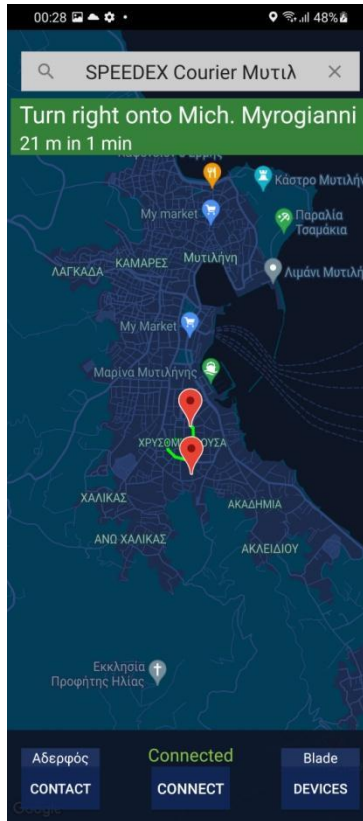 00:28
48%
SPEEDEX Courier Μυτιλ
Turn right onto Mich. Myrogianni
21 m in 1 min
Κάστρο Μυτιλήν
My market
Παραλία
Τσαμάκια
ΚΑΜΑΡΕΣ
Μυτιλήνη
ΛΑΓΚΑΔΑ
Λιμάνι Μυτιλή
My Market
Μαρίνα Μυτιλήνης
ΧΑΛΙΚΑΣ
ΑΚΑΔΗΜΙΑ
ΑΝΩ ΧΑΛΙΚΑΣ
ΑΚΛΕΙΔΙΟΥ
Εκκλησία
Προφήτης Ηλίας
Αδερφός
Connected
Blade
CONTACT
CONNECT
DEVICES
Google